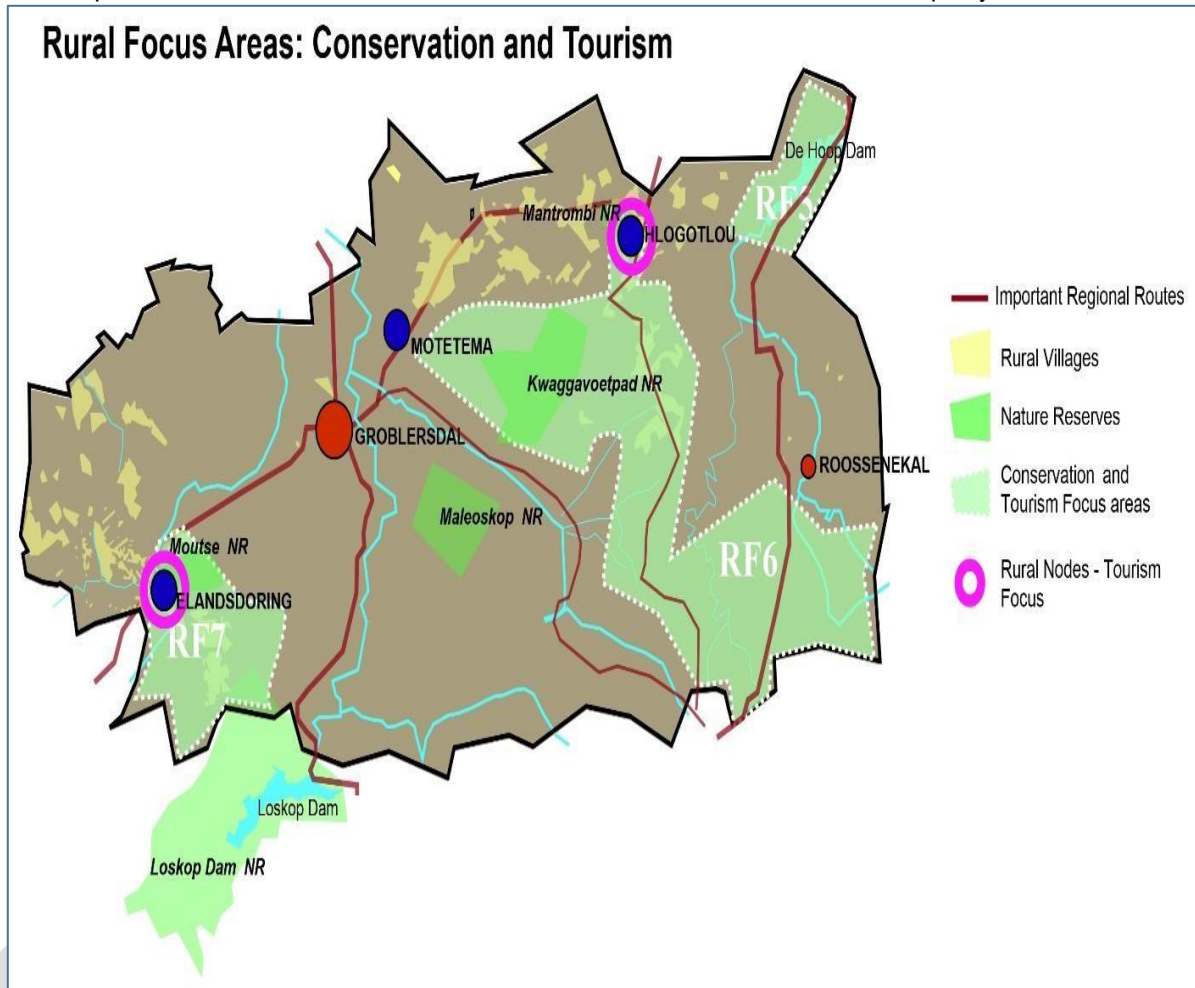 Rural Focus Areas: Conservation and Tourism
De Hoop Dam
RF5
Mantrombi NR
HLOGOTLOU
MOTETEMA
Kwaggavoetpad NR
GROBLERSDAL
ROOSSENEKAL
Maleoskop NR
RF6
Moutse NR
ELANDSDORING
RF7
Loskop Dam
Loskop Dam NR
Important Regional Routes
Rural Villages
Nature Reserves
Conservation and
Tourism Focus areas
Rural Nodes - Tourism
Focus